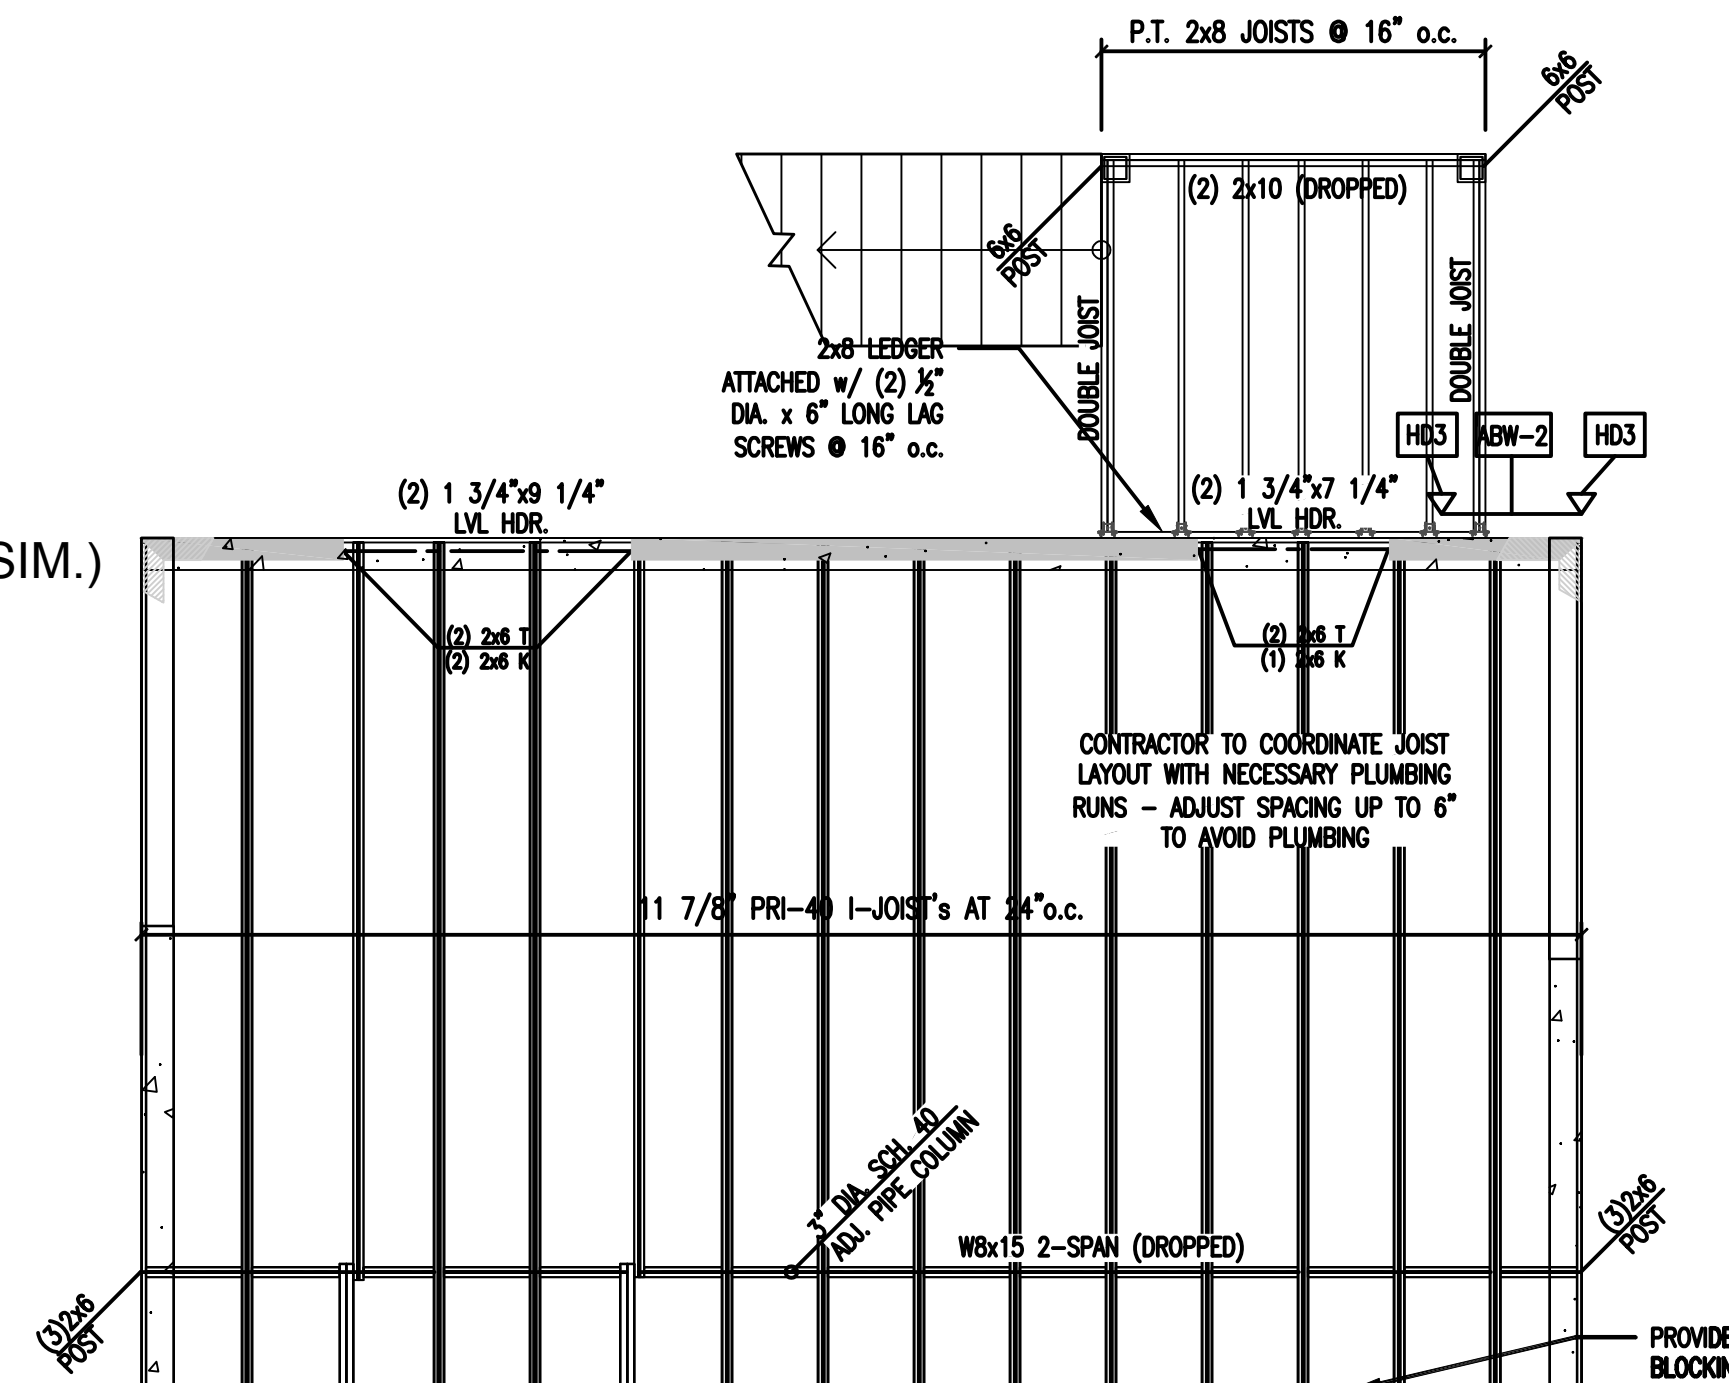 P.T. 2x8 JOISTS @ 16" o.c.
6x6
POST
(2) 2x10 (DROPPED)
6x6
POST
DOUBLE JOIST
DOUBLE JOIST
2x8 LEDGER
ATTACHED w/ (2) ½"
DIA. x 6" LONG LAG
SCREWS @ 16" o.c.
HD3
ABW-2
HD3
(2) 1 3/4"x9 1/4"
LVL HDR.
(2) 1 3/4"x7 1/4"
LVL HDR.
SIM.)
(2) 2x6 T
(2) 2x6 K
(2) 2x6 T
(1) 2x6 K
CONTRACTOR TO COORDINATE JOIST
LAYOUT WITH NECESSARY PLUMBING
RUNS - ADJUST SPACING UP TO 6"
TO AVOID PLUMBING
11 7/8" PRI-40 I-JOIST's AT 24"o.c.
3" DIA. SCH. 40
ADJ. PIPE COLUMN
W8x15 2-SPAN (DROPPED)
(3)2x6
POST
(3)2x6
POST
PROVIDE
BLOCKIN